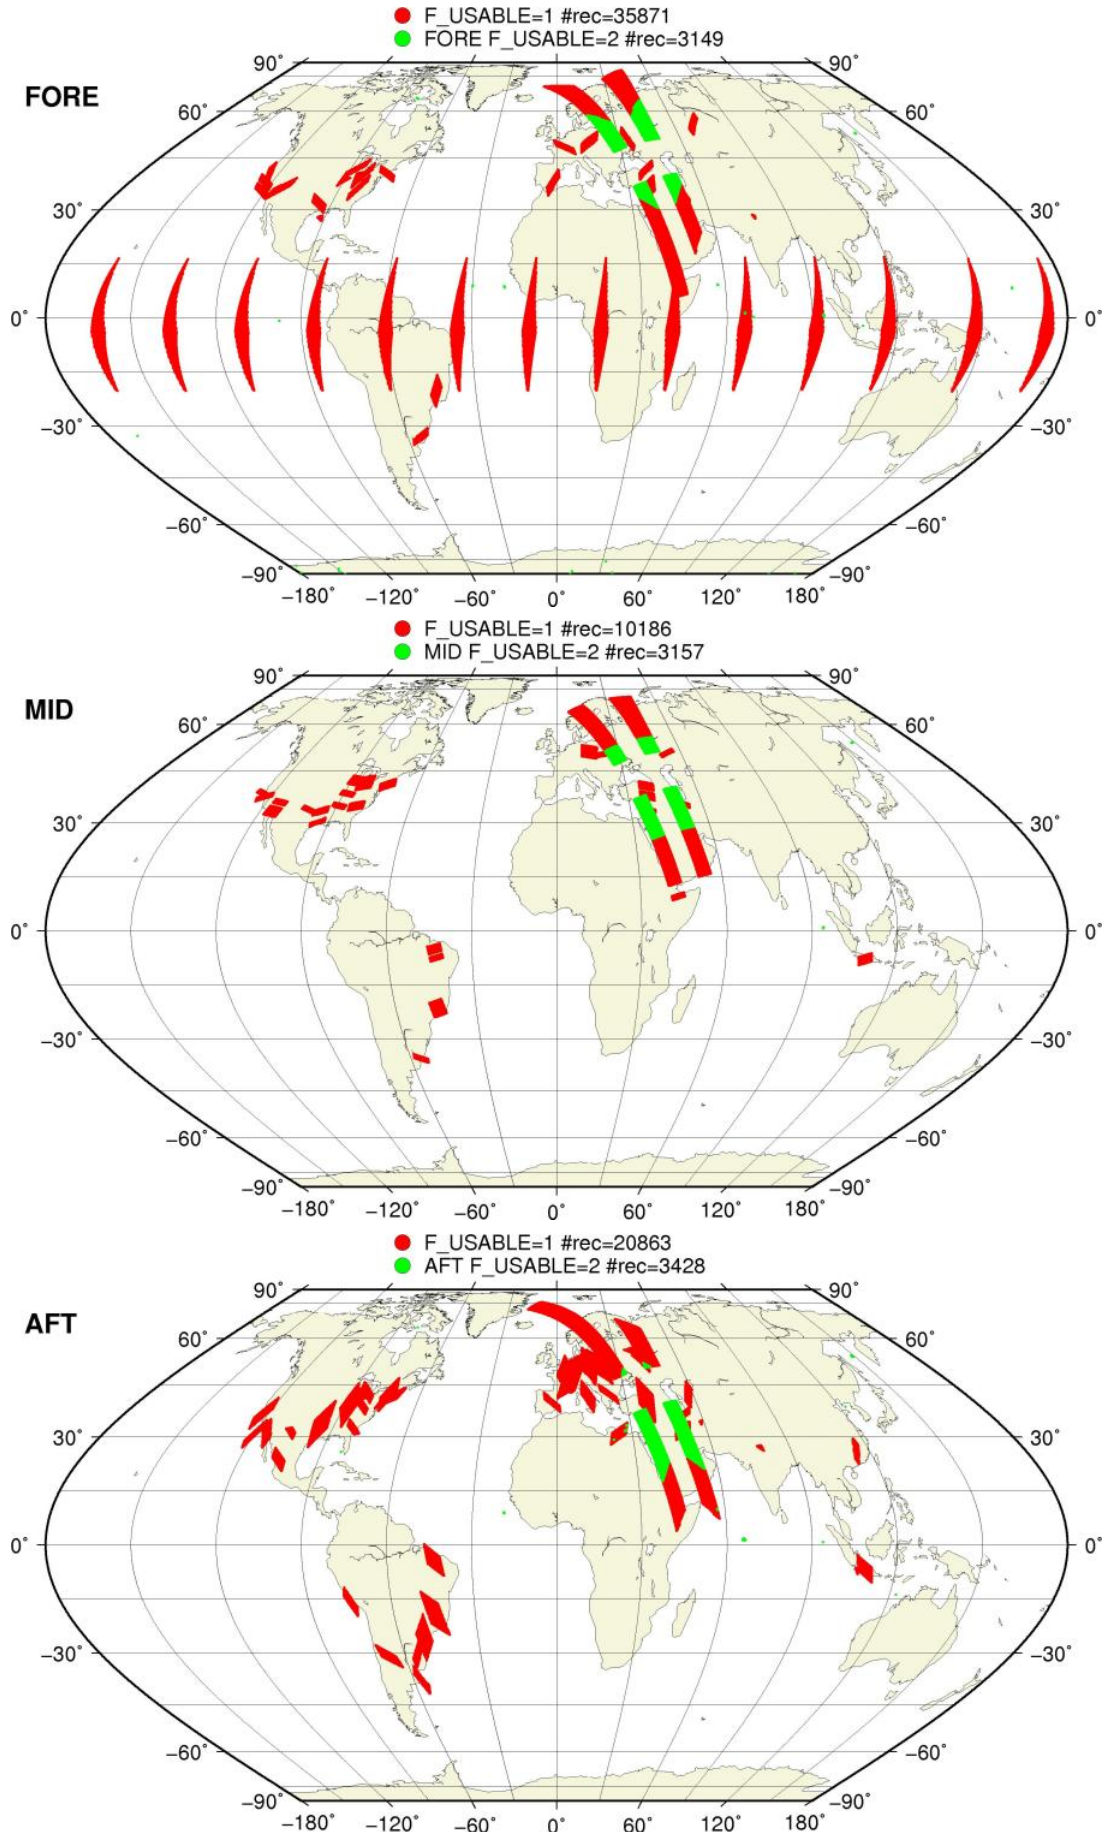 F_USABLE=1 #rec=35871
FORE F_USABLE=2 #rec=3149
FORE
90˚ 90˚
60˚ 60˚
30˚ 30˚
0˚ 0˚
−30˚ −30˚
−60˚ −60˚
−90˚ −90˚
−180˚ −120˚ −60˚ 0˚ 60˚ 120˚ 180˚
F_USABLE=1 #rec=10186
MID F_USABLE=2 #rec=3157
MID
90˚ 90˚
60˚ 60˚
30˚ 30˚
0˚ 0˚
−30˚ −30˚
−60˚ −60˚
−90˚ −90˚
−180˚ −120˚ −60˚ 0˚ 60˚ 120˚ 180˚
F_USABLE=1 #rec=20863
AFT F_USABLE=2 #rec=3428
AFT
90˚ 90˚
60˚ 60˚
30˚ 30˚
0˚ 0˚
−30˚ −30˚
−60˚ −60˚
−90˚ −90˚
−180˚ −120˚ −60˚ 0˚ 60˚ 120˚ 180˚